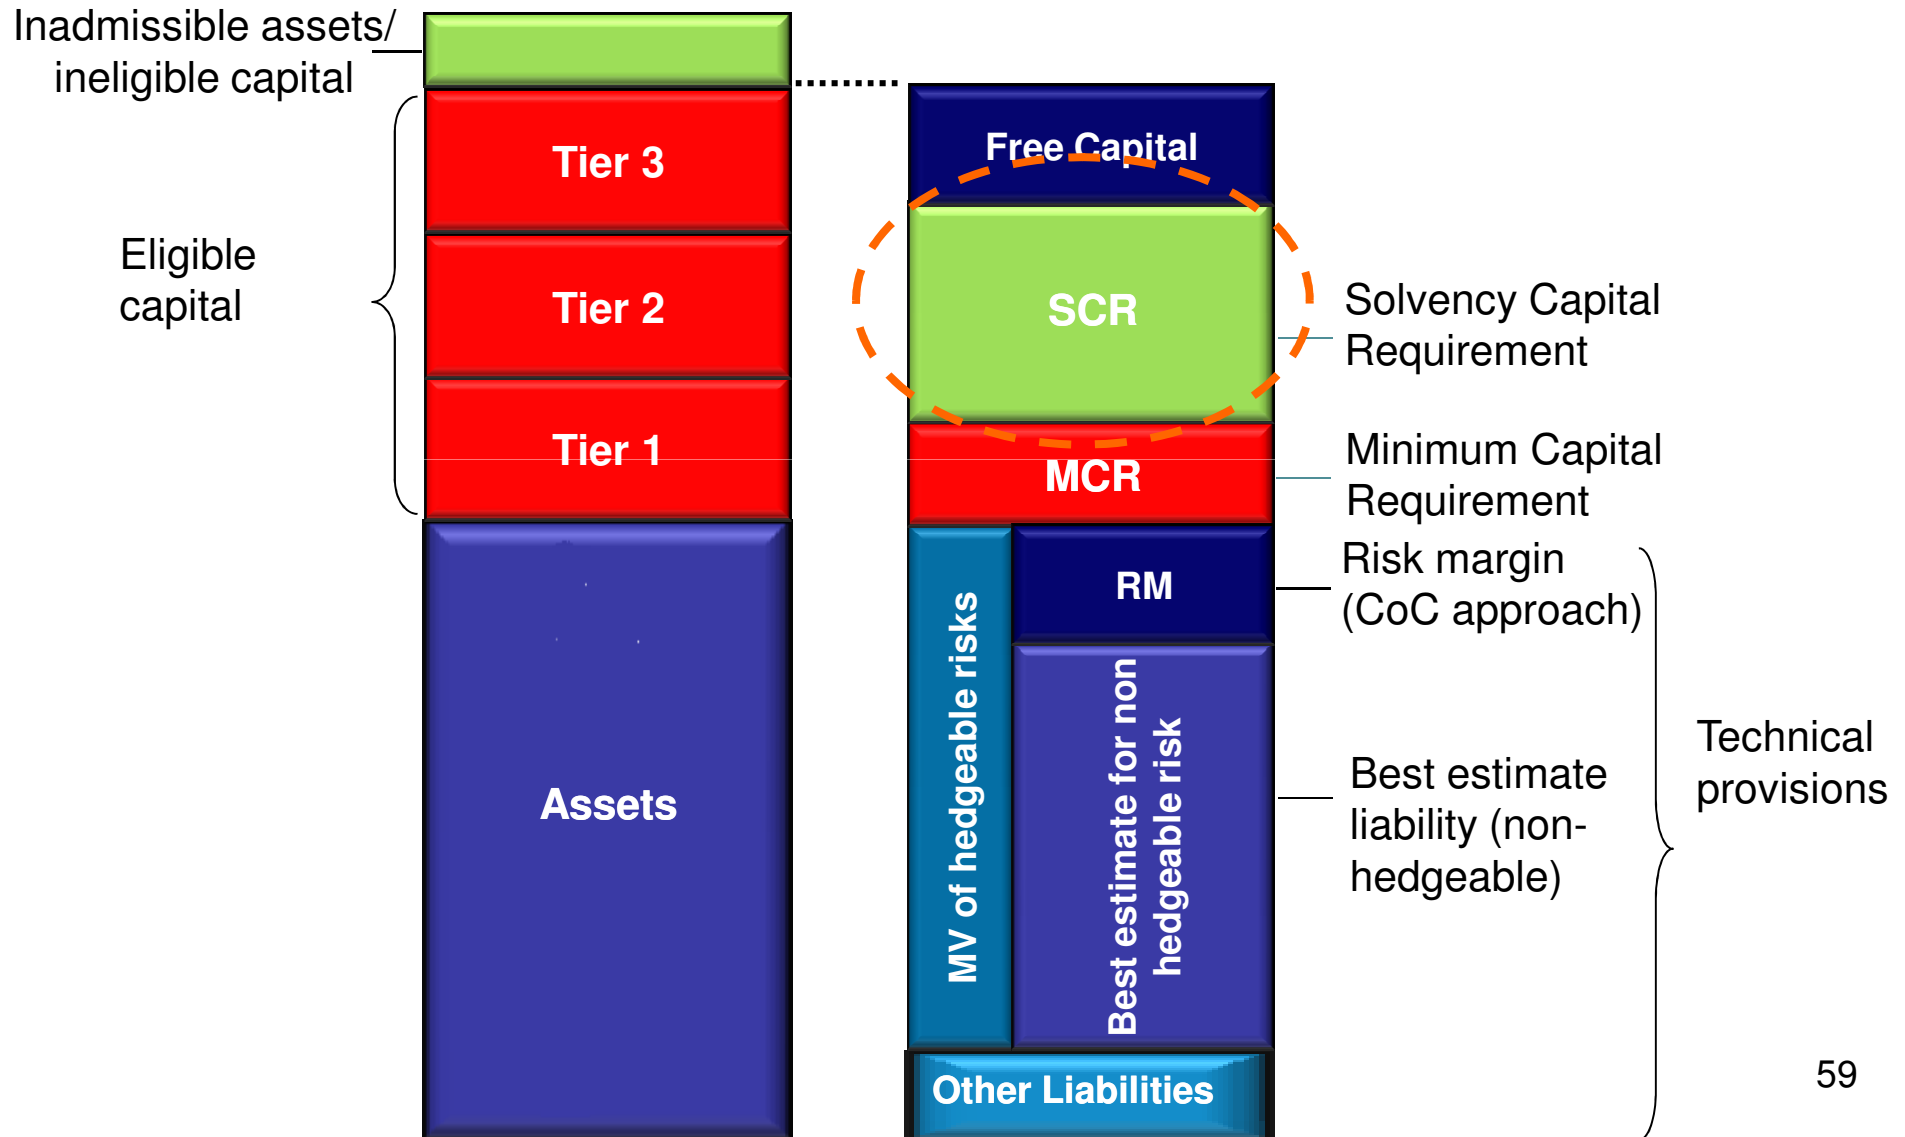 Inadmissible assets/
ineligible capital
Tier 3
Eligible
capital
Tier 2
Tier 1
Assets
Free Capital
SCR
Solvency Capital
Requirement
MCR
Minimum Capital
Requirement
RM
Risk margin
(CoC approach)
MV of hedgeable risks
Best estimate for non
hedgeable risk
Best estimate
liability (non-
hedgeable)
Technical
provisions
Other Liabilities
59